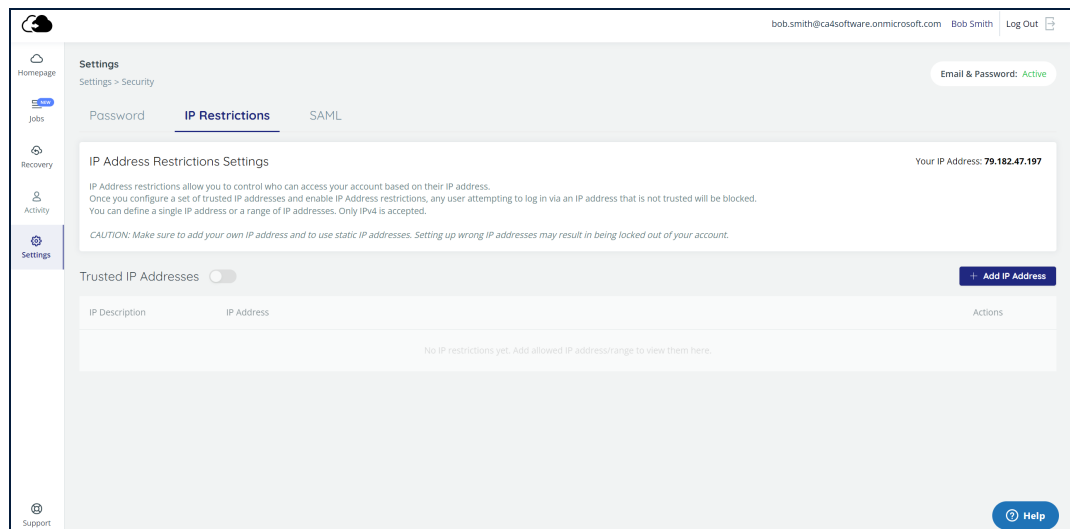 bob.smith@ca4software.onmicrosoft.com Bob Smith Log Out
Homepage
NEW
Jobs
Recovery
Activity
Settings
Support
Settings
Settings > Security
Email & Password: Active
Password IP Restrictions SAML
IP Address Restrictions Settings
Your IP Address: 79.182.47.197
IP Address restrictions allow you to control who can access your account based on their IP address.
Once you configure a set of trusted IP addresses and enable IP Address restrictions, any user attempting to log in via an IP address that is not trusted will be blocked.
You can define a single IP address or a range of IP addresses. Only IPv4 is accepted.
CAUTION: Make sure to add your own IP address and to use static IP addresses. Setting up wrong IP addresses may result in being locked out of your account.
Trusted IP Addresses
+ Add IP Address
IP Description IP Address Actions
No IP restrictions yet. Add allowed IP address/range to view them here.
Help